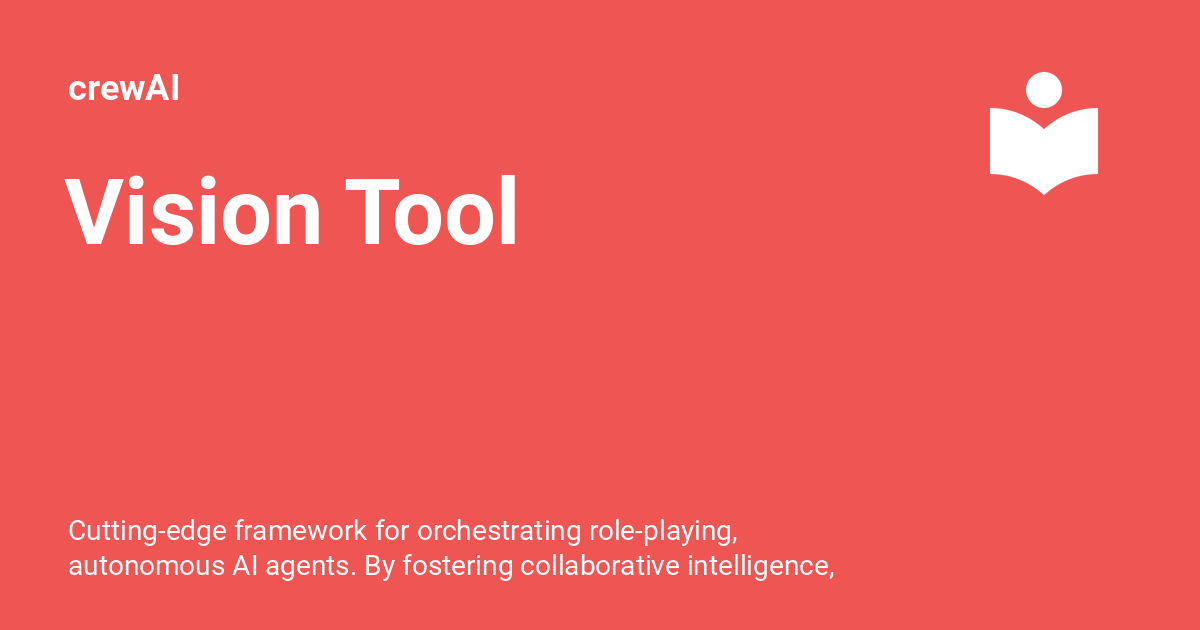 crewAI
Vision Tool
Cutting-edge framework for orchestrating role-playing,
autonomous AI agents. By fostering collaborative intelligence,